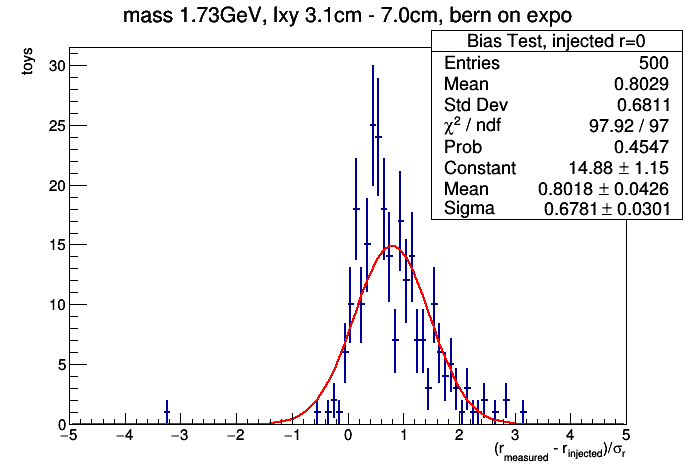 mass 1.73GeV, lxy 3.1cm - 7.0cm, bern on expo
Bias Test, injected r=0
Entries 500
Mean 0.8029
Std Dev 0.6811
χ² / ndf 97.92 / 97
Prob 0.4547
Constant 14.88 ± 1.15
Mean 0.8018 ± 0.0426
Sigma 0.6781 ± 0.0301
toys
30
25
20
15
10
5
0
−5 −4 −3 −2 −1 0 1 2 3 4 5
(r_measured - r_injected)/σ_r